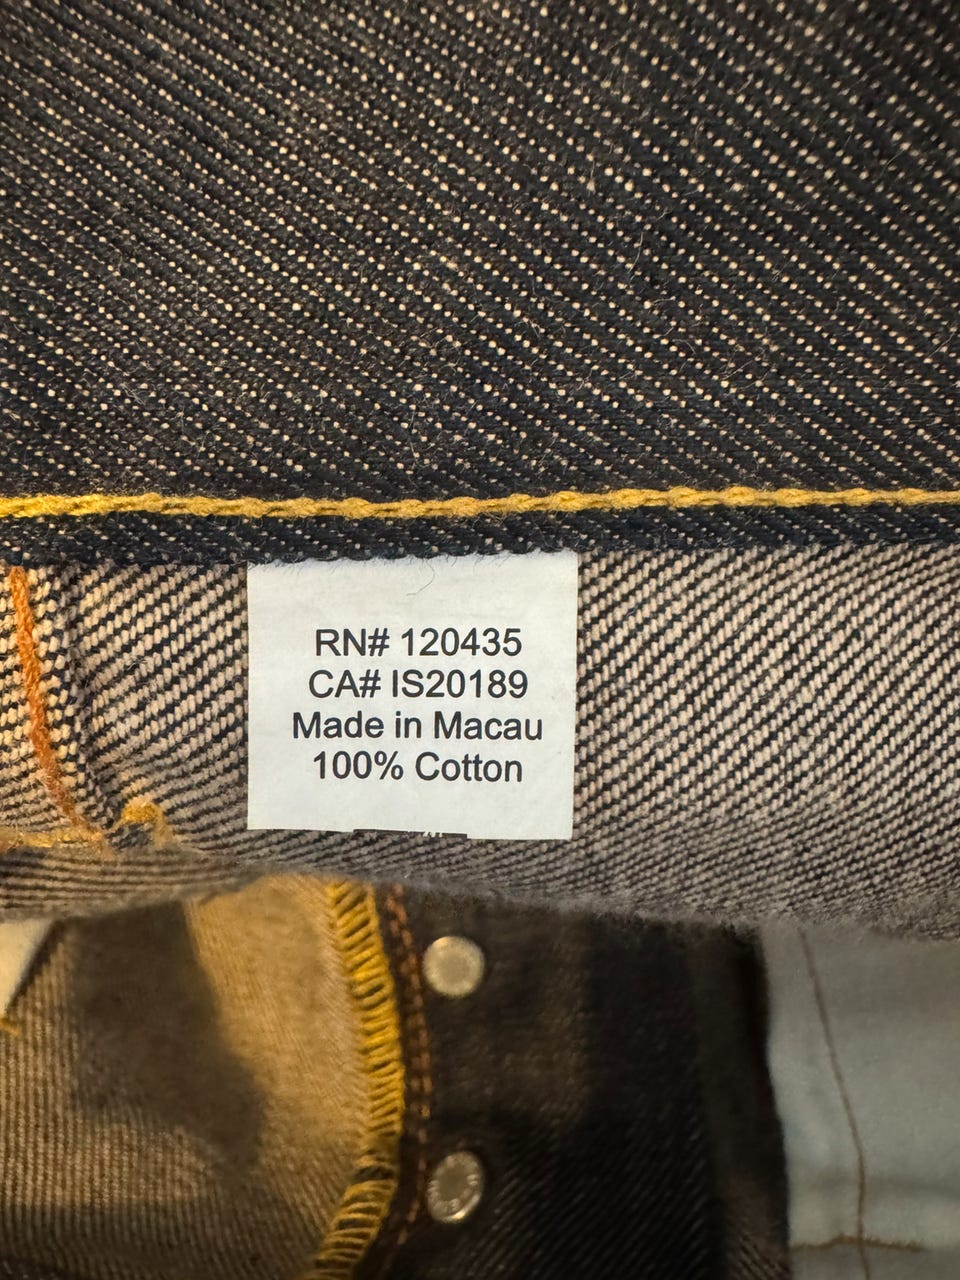 RN# 120435
CA# IS20189
Made in Macau
100% Cotton